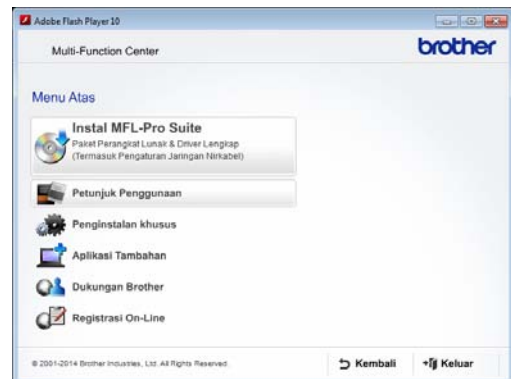 Adobe Flash Player 10
Multi-Function Center
brother
Menu Atas
Instal MFL-Pro Suite
Paket Perangkat Lunak & Driver Lengkap
(Termasuk Pengaturan Jaringan Nirkabel)
Petunjuk Penggunaan
Penginstalan khusus
Aplikasi Tambahan
Dukungan Brother
Registrasi On-Line
© 2001-2014 Brother Industries, Ltd. All Rights Reserved.
Kembali
Keluar